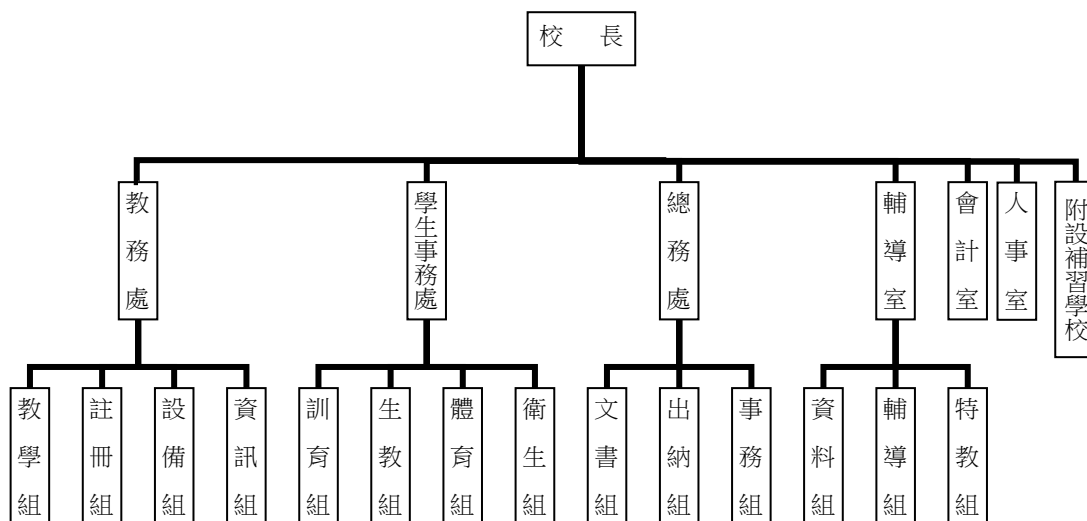 校長
教務處
學生事務處
總務處
輔導室
會計室
人事室
附設補習學校
教學組
註冊組
設備組
資訊組
訓育組
生教組
體育組
衛生組
文書組
出納組
事務組
資料組
輔導組
特教組